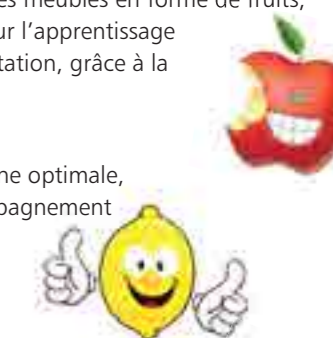 es meubles en forme de fruits,
ur l'apprentissage
tation, grâce à la
ne optimale,
pagnement